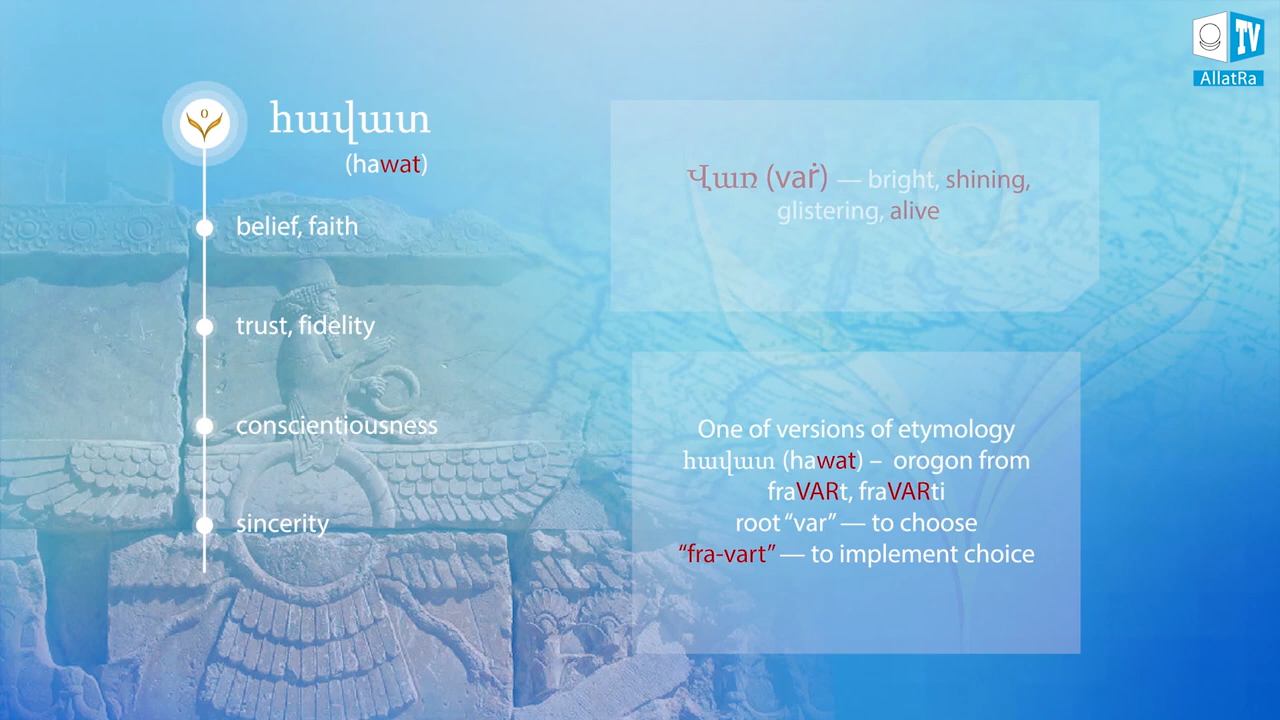 հավատ
(hawat)
belief, faith
trust, fidelity
conscientiousness
sincerity
Վառ (vaṙ) — bright, shining,
glistering, alive
One of versions of etymology
հավատ (hawat) – orogon from
fraVARt, fraVARti
root “var” — to choose
“fra-vart” — to implement choice
TV
AllatRa